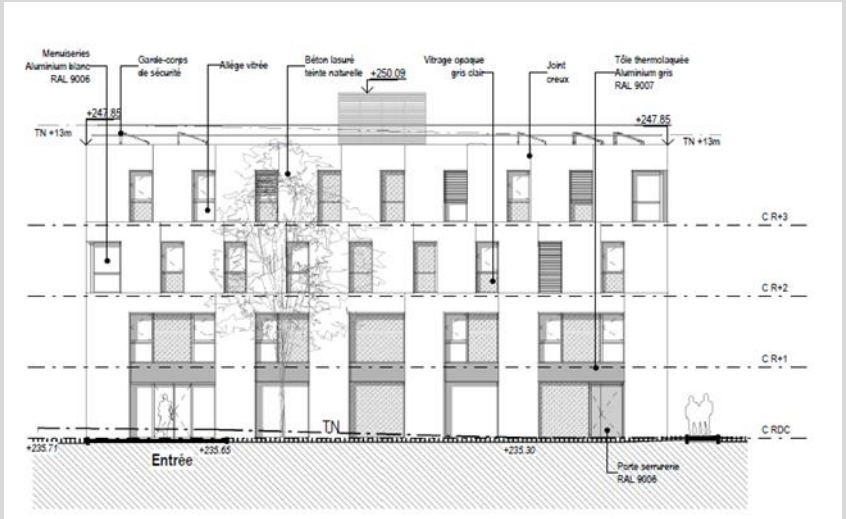 Menuiseries
Aluminium blanc
RAL 9006
Garde-corps
de sécurité
Allège vitrée
Béton lasuré
teinte naturelle
+250.09
Vitrage opaque
gris clair
Joint
creux
Tôle thermolaquée
Aluminium gris
RAL 9007
+247.85
+247.85
TN +13m
TN +13m
C R+3
C R+2
C R+1
TN
C RDC
+235.71
+235.65
+235.30
Entrée
Porte serrurerie
RAL 9006